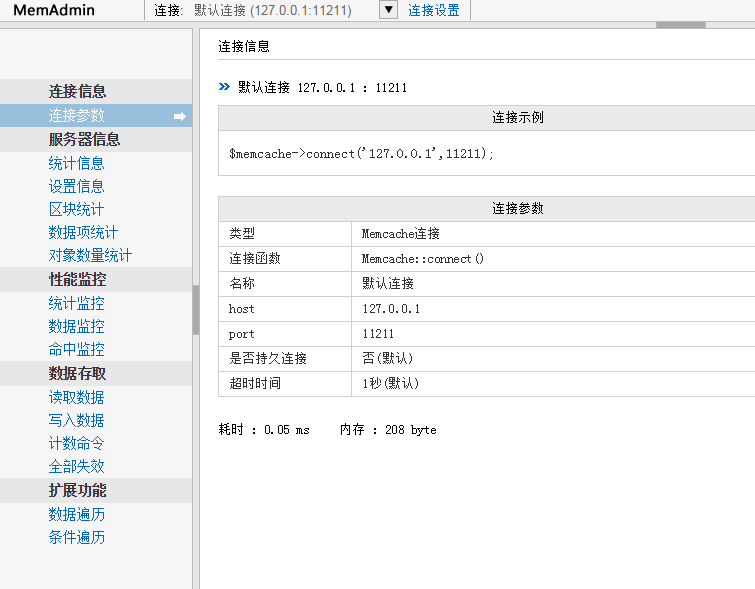 MemAdmin 连接: 默认连接 (127.0.0.1:11211) 连接设置
连接信息
连接参数
服务器信息
统计信息
设置信息
区块统计
数据项统计
对象数量统计
性能监控
统计监控
数据监控
命中监控
数据存取
读取数据
写入数据
计数命令
全部失效
扩展功能
数据遍历
条件遍历
连接信息
默认连接 127.0.0.1 : 11211
连接示例
$memcache->connect('127.0.0.1',11211);
连接参数
类型 Memcache连接
连接函数 Memcache::connect()
名称 默认连接
host 127.0.0.1
port 11211
是否持久连接 否(默认)
超时时间 1秒(默认)
耗时 : 0.05 ms 内存 : 208 byte